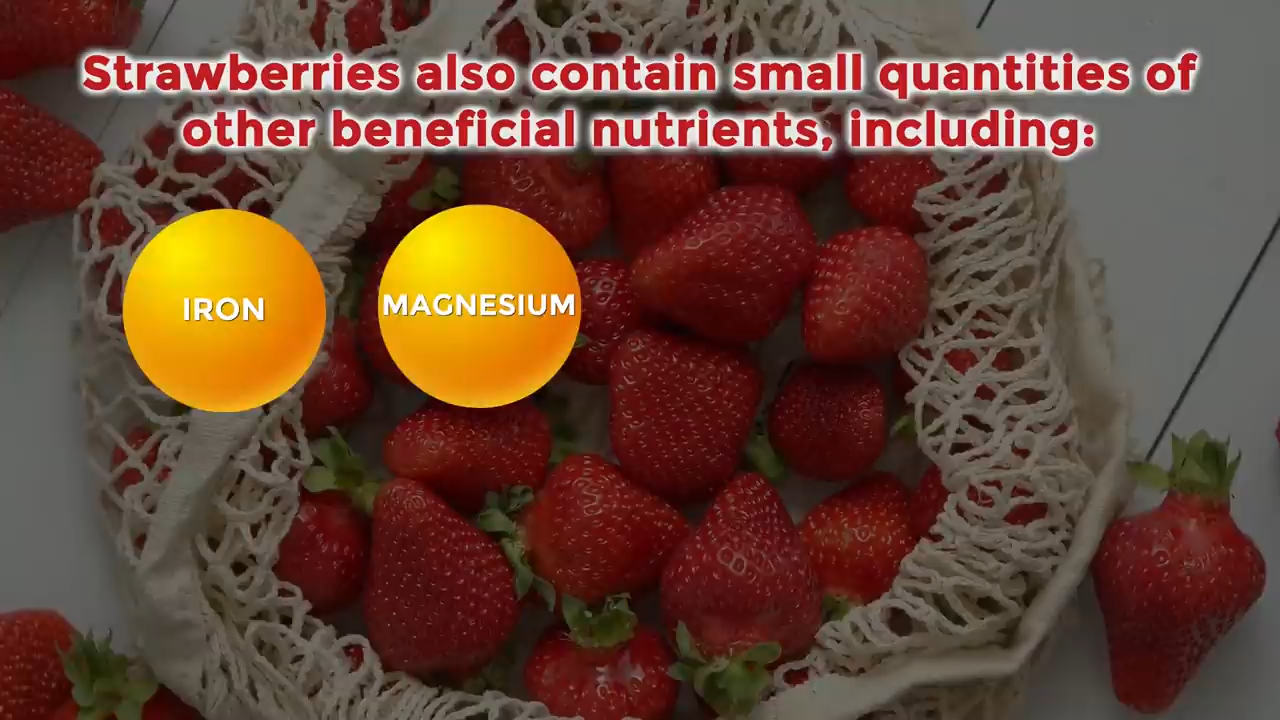 Strawberries also contain small quantities of
other beneficial nutrients, including:
IRON
MAGNESIUM